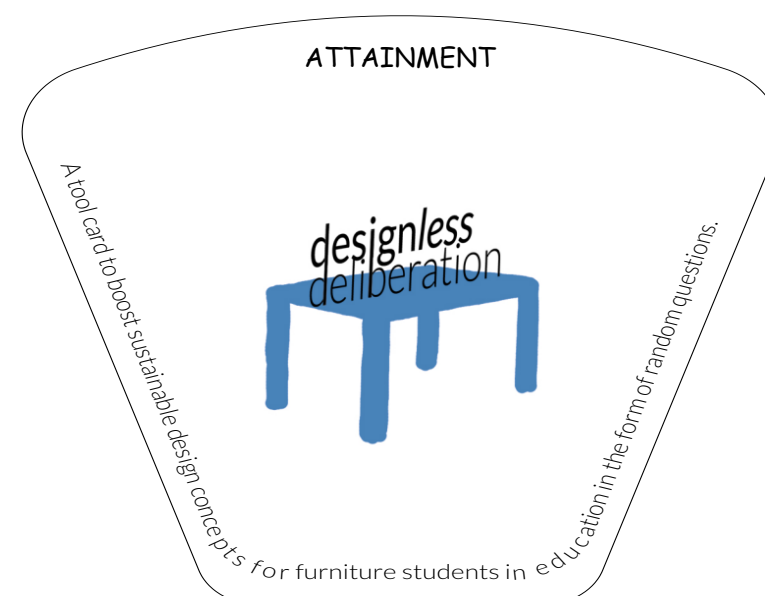 ATTAINMENT
designless
deliberation
A tool card to boost sustainable design concepts for furniture students in education in the form of random questions.